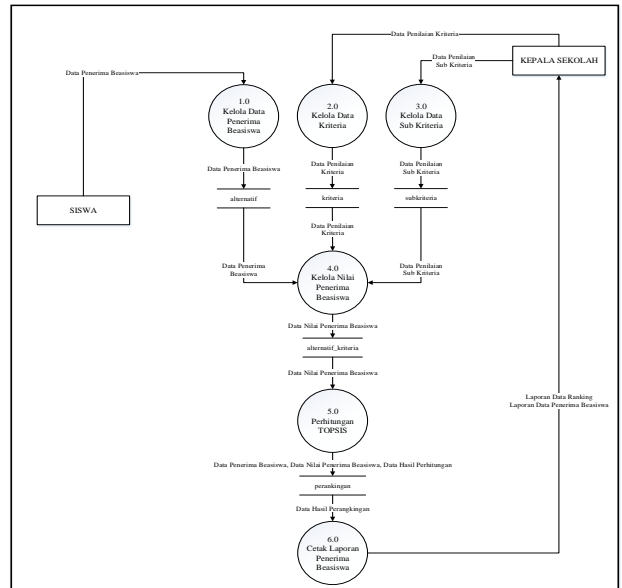 Data Penilaian Kriteria
KEPALA SEKOLAH
Data Penilaian
Sub Kriteria
Data Penerima Beasiswa
1.0
Kelola Data
Penerima
Beasiswa
2.0
Kelola Data
Kriteria
3.0
Kelola Data
Sub Kriteria
Data Penerima Beasiswa
Data Penilaian
Kriteria
Data Penilaian
Sub Kriteria
alternatif
kriteria
subkriteria
SISWA
Data Penilaian
Kriteria
Data Penerima
Beasiswa
Data Penilaian
Sub Kriteria
4.0
Kelola Nilai
Penerima
Beasiswa
Data Nilai Penerima Beasiswa
alternatif_kriteria
Data Nilai Penerima Beasiswa
Laporan Data Ranking
Laporan Data Penerima Beasiswa
5.0
Perhitungan
TOPSIS
Data Penerima Beasiswa, Data Nilai Penerima Beasiswa, Data Hasil Perhitungan
perankingan
Data Hasil Perangkingan
6.0
Cetak Laporan
Penerima
Beasiswa